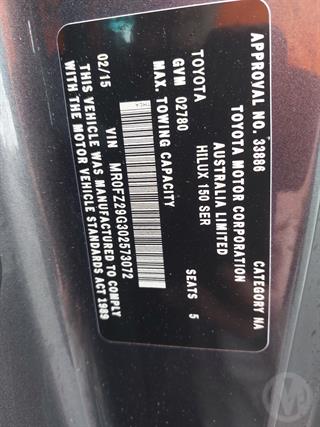 APPROVAL NO. 33886 CATEGORY NA
TOYOTA MOTOR CORPORATION
AUSTRALIA LIMITED
TOYOTA HILUX 150 SER
GVM 02780 SEATS 5
MAX. TOWING CAPACITY
VIN MR0FZ29G302573072
02/15
THIS VEHICLE WAS MANUFACTURED TO COMPLY
WITH THE MOTOR VEHICLE STANDARDS ACT 1989